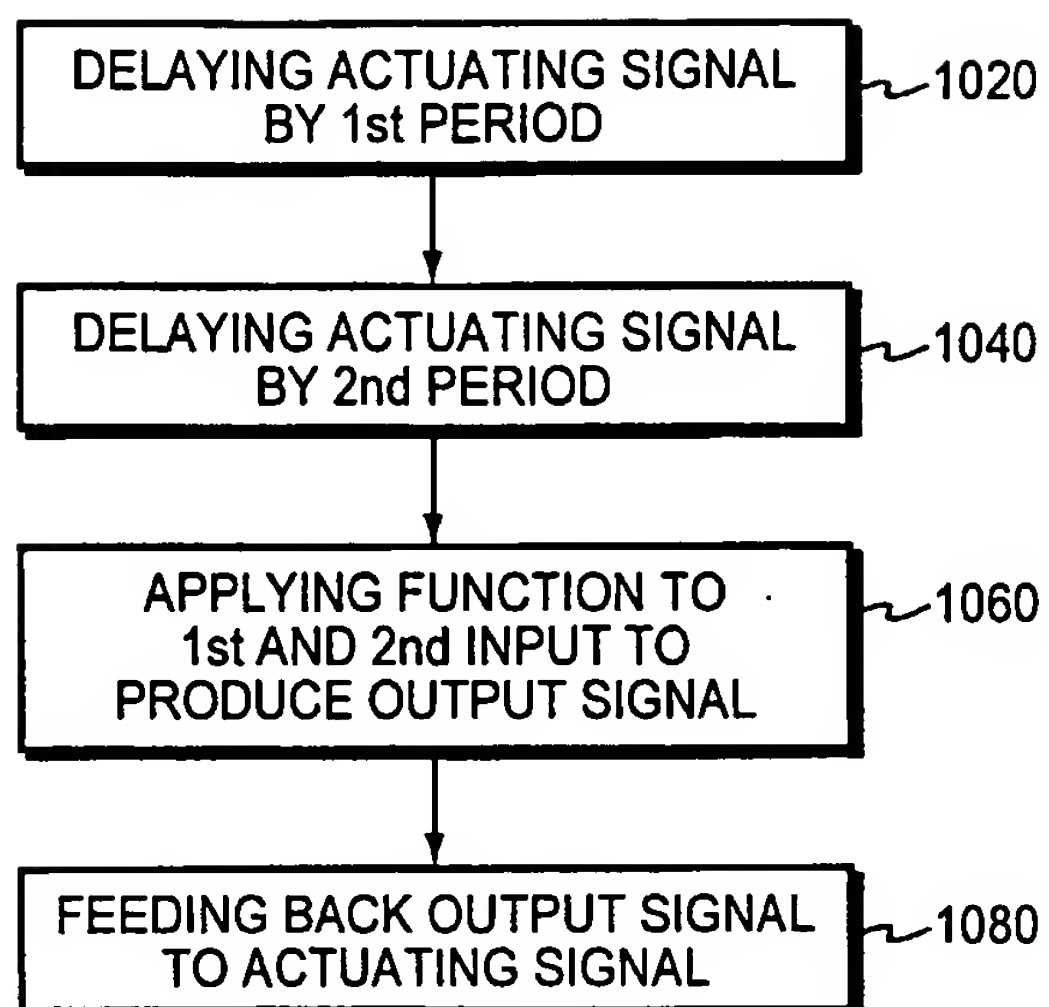 DELAYING ACTUATING SIGNAL
BY 1st PERIOD
1020
DELAYING ACTUATING SIGNAL
BY 2nd PERIOD
1040
APPLYING FUNCTION TO
1st AND 2nd INPUT TO
PRODUCE OUTPUT SIGNAL
1060
FEEDING BACK OUTPUT SIGNAL
TO ACTUATING SIGNAL
1080